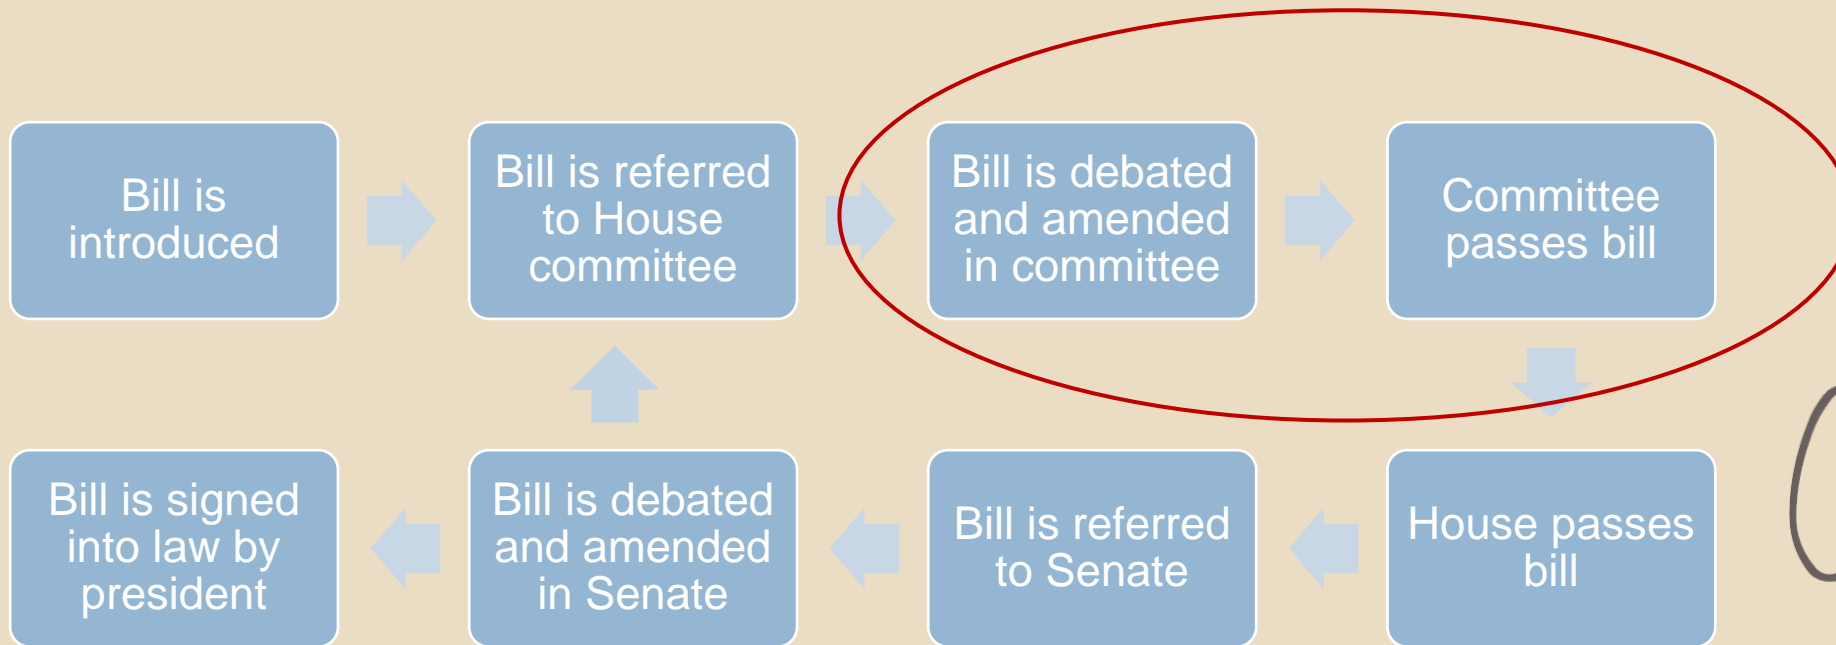 Bill is
introduced
Bill is referred
to House
committee
Bill is debated
and amended
in committee
Committee
passes bill
House passes
bill
Bill is referred
to Senate
Bill is debated
and amended
in Senate
Bill is signed
into law by
president